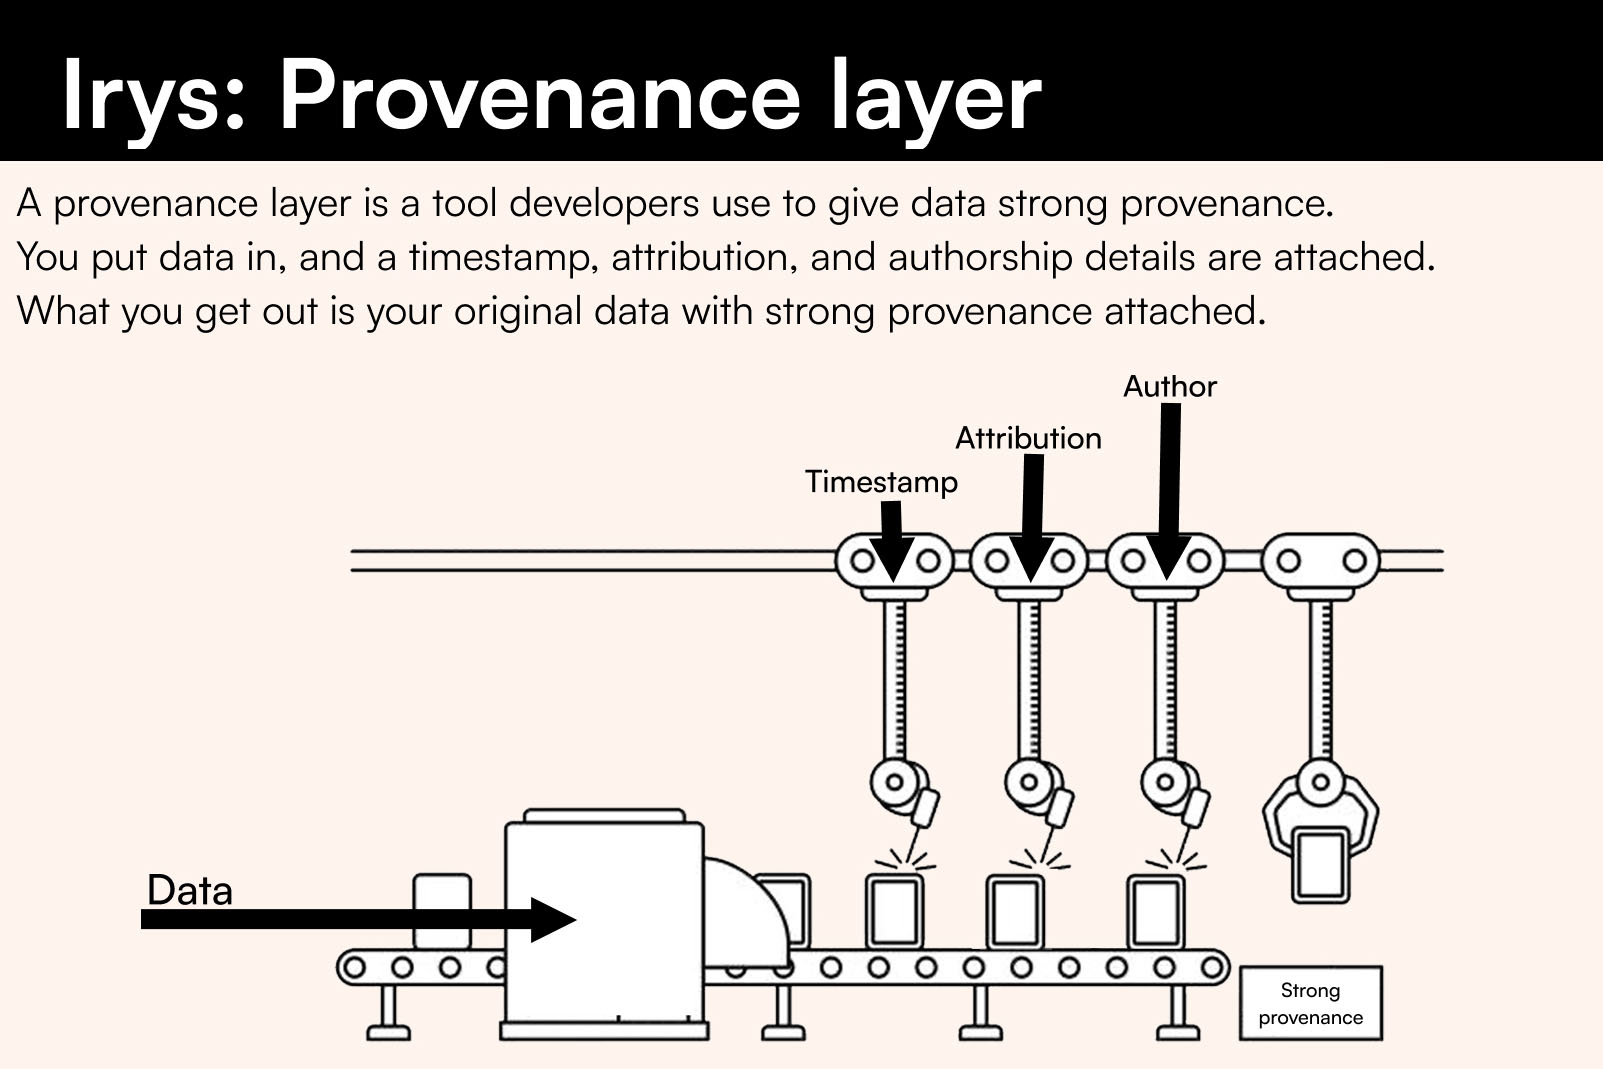 Irys: Provenance layer
A provenance layer is a tool developers use to give data strong provenance.
You put data in, and a timestamp, attribution, and authorship details are attached.
What you get out is your original data with strong provenance attached.
Author
Attribution
Timestamp
Data
Strong
provenance